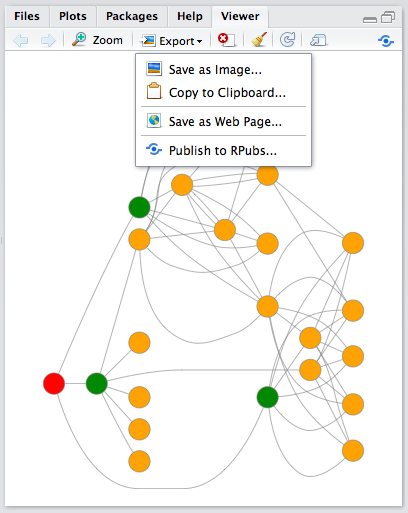 Files Plots Packages Help Viewer
Zoom Export
Save as Image...
Copy to Clipboard...
Save as Web Page...
Publish to RPubs...